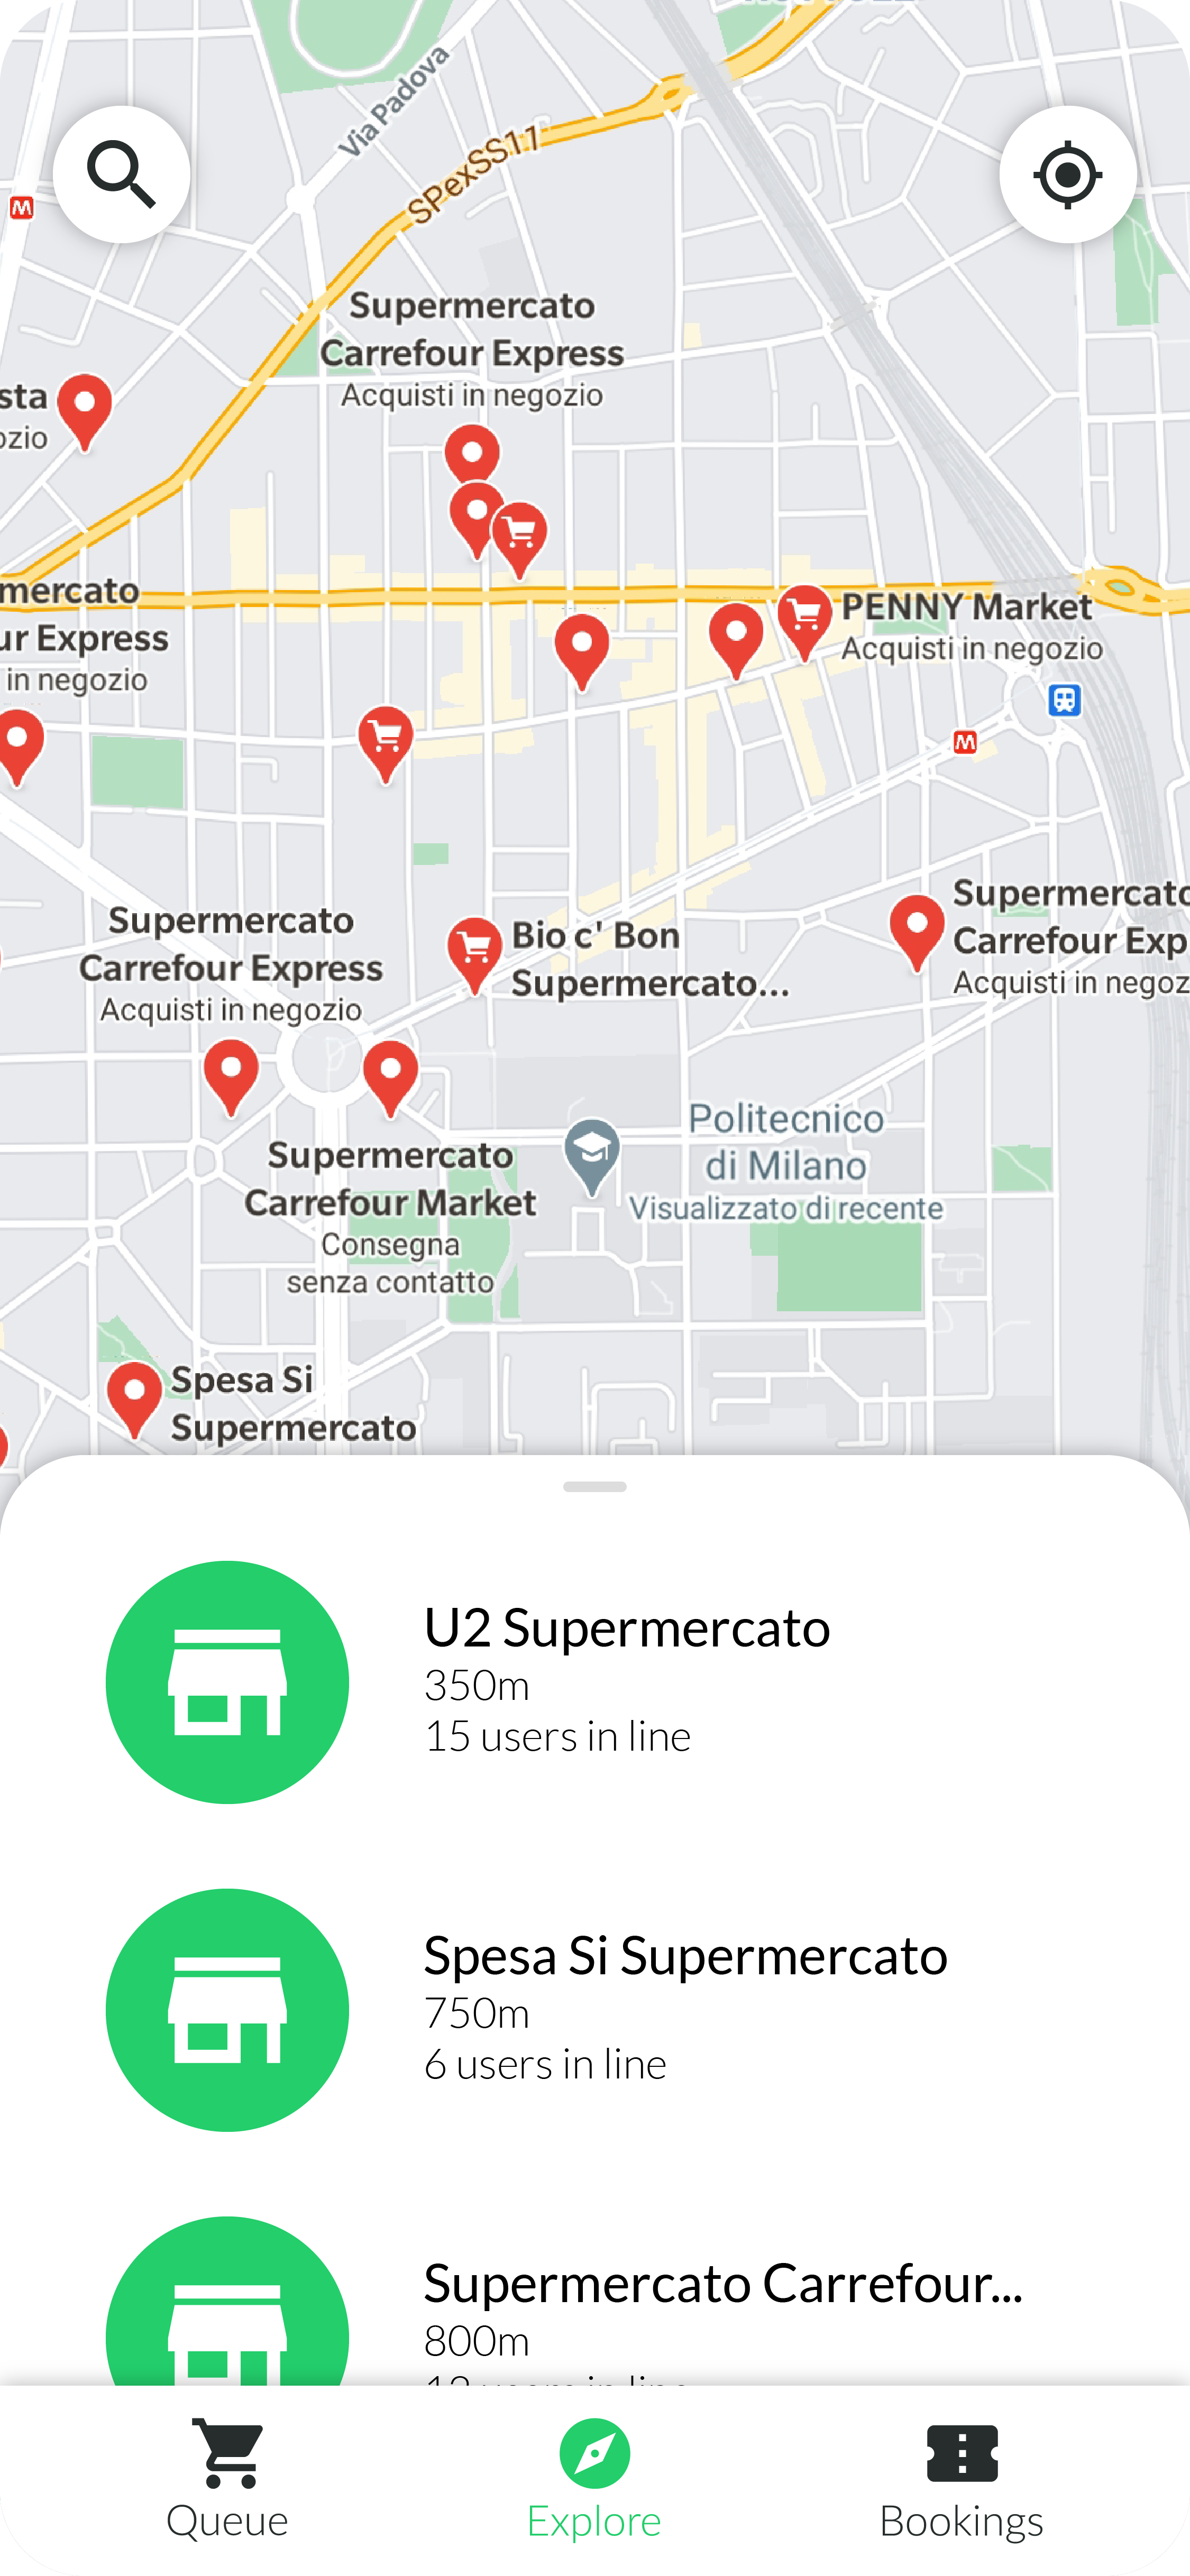 Via Padova
SPexSS11
Supermercato
Carrefour Express
Acquisti in negozio
sta
ozio
mercato
ur Express
in negozio
PENNY Market
Acquisti in negozio
Supermercato
Carrefour Exp
Acquisti in negoz
Bio c' Bon
Supermercato...
Supermercato
Carrefour Express
Acquisti in negozio
Politecnico
di Milano
Visualizzato di recente
Supermercato
Carrefour Market
Consegna
senza contatto
Spesa Si
Supermercato
U2 Supermercato
350m
15 users in line
Spesa Si Supermercato
750m
6 users in line
Supermercato Carrefour...
800m
users in line
Queue
Explore
Bookings